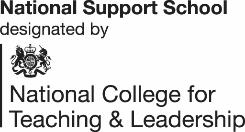 National Support School
designated by
National College for
Teaching & Leadership